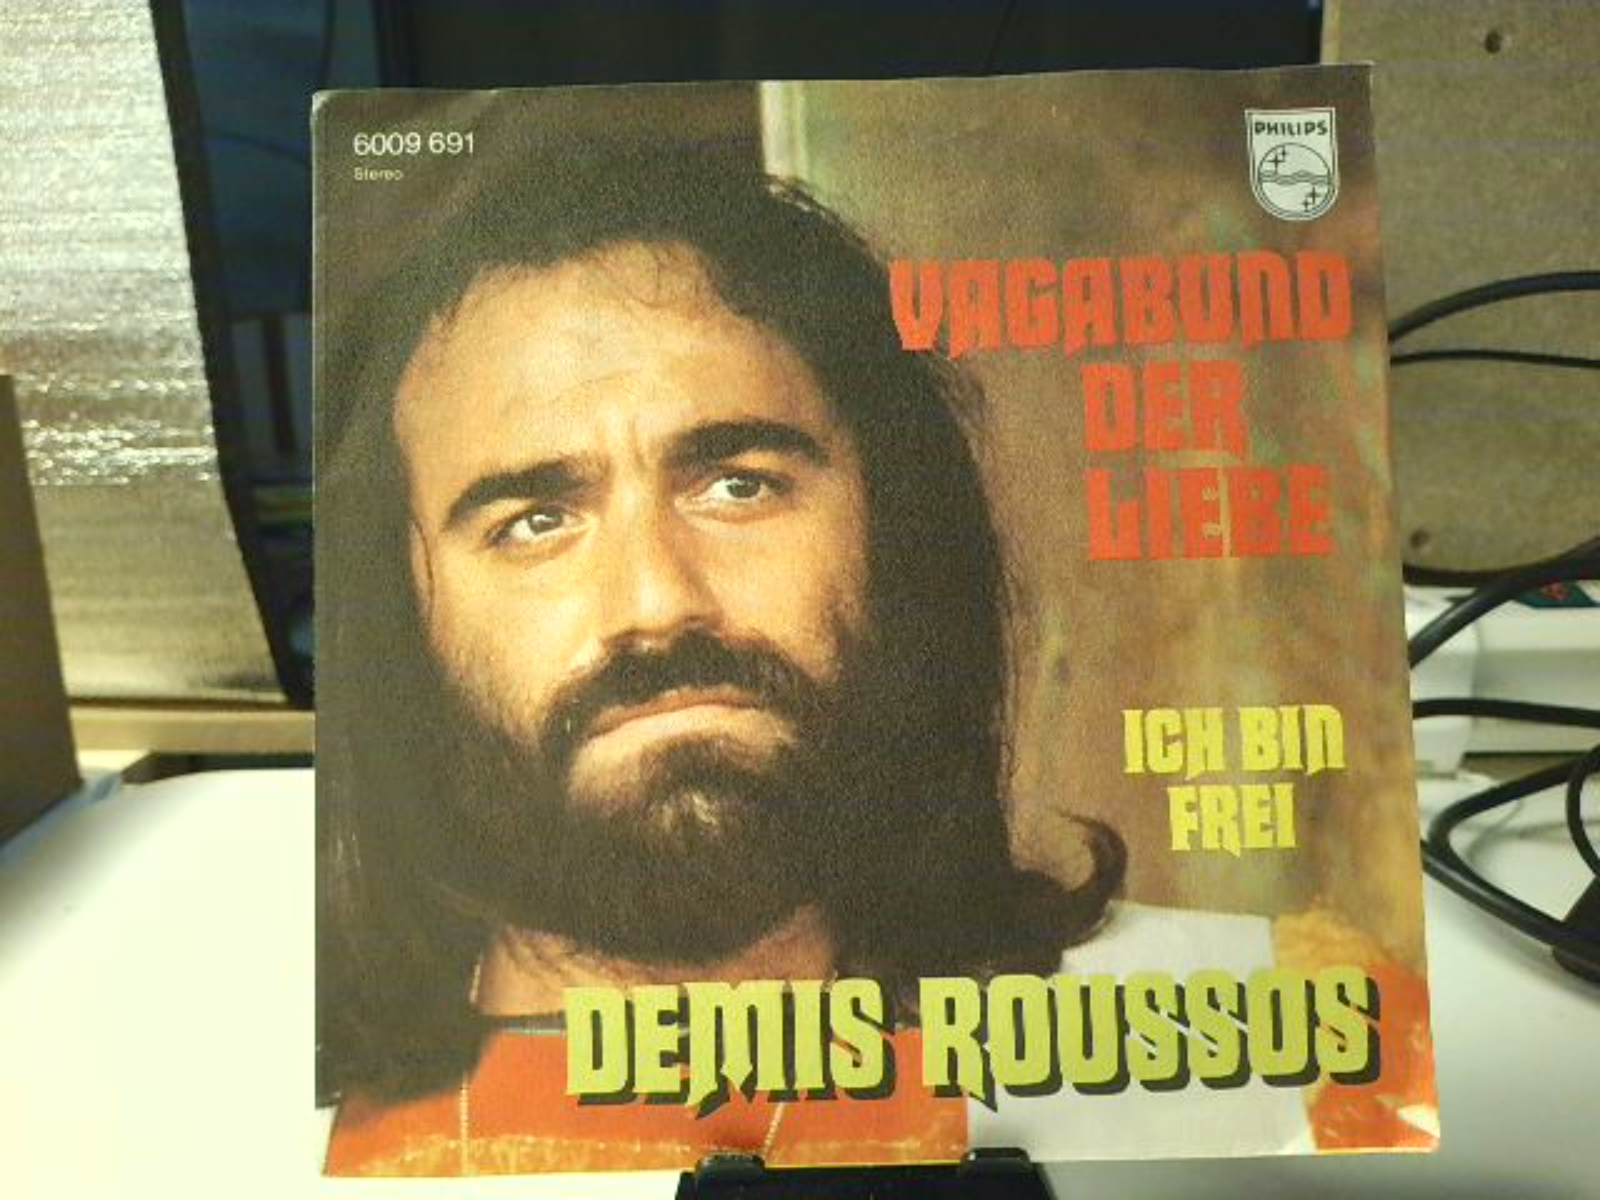 6009 691
Stereo
PHILIPS
VAGABUND
DER
LIEBE
ICH BIN
FREI
DEMIS ROUSSOS